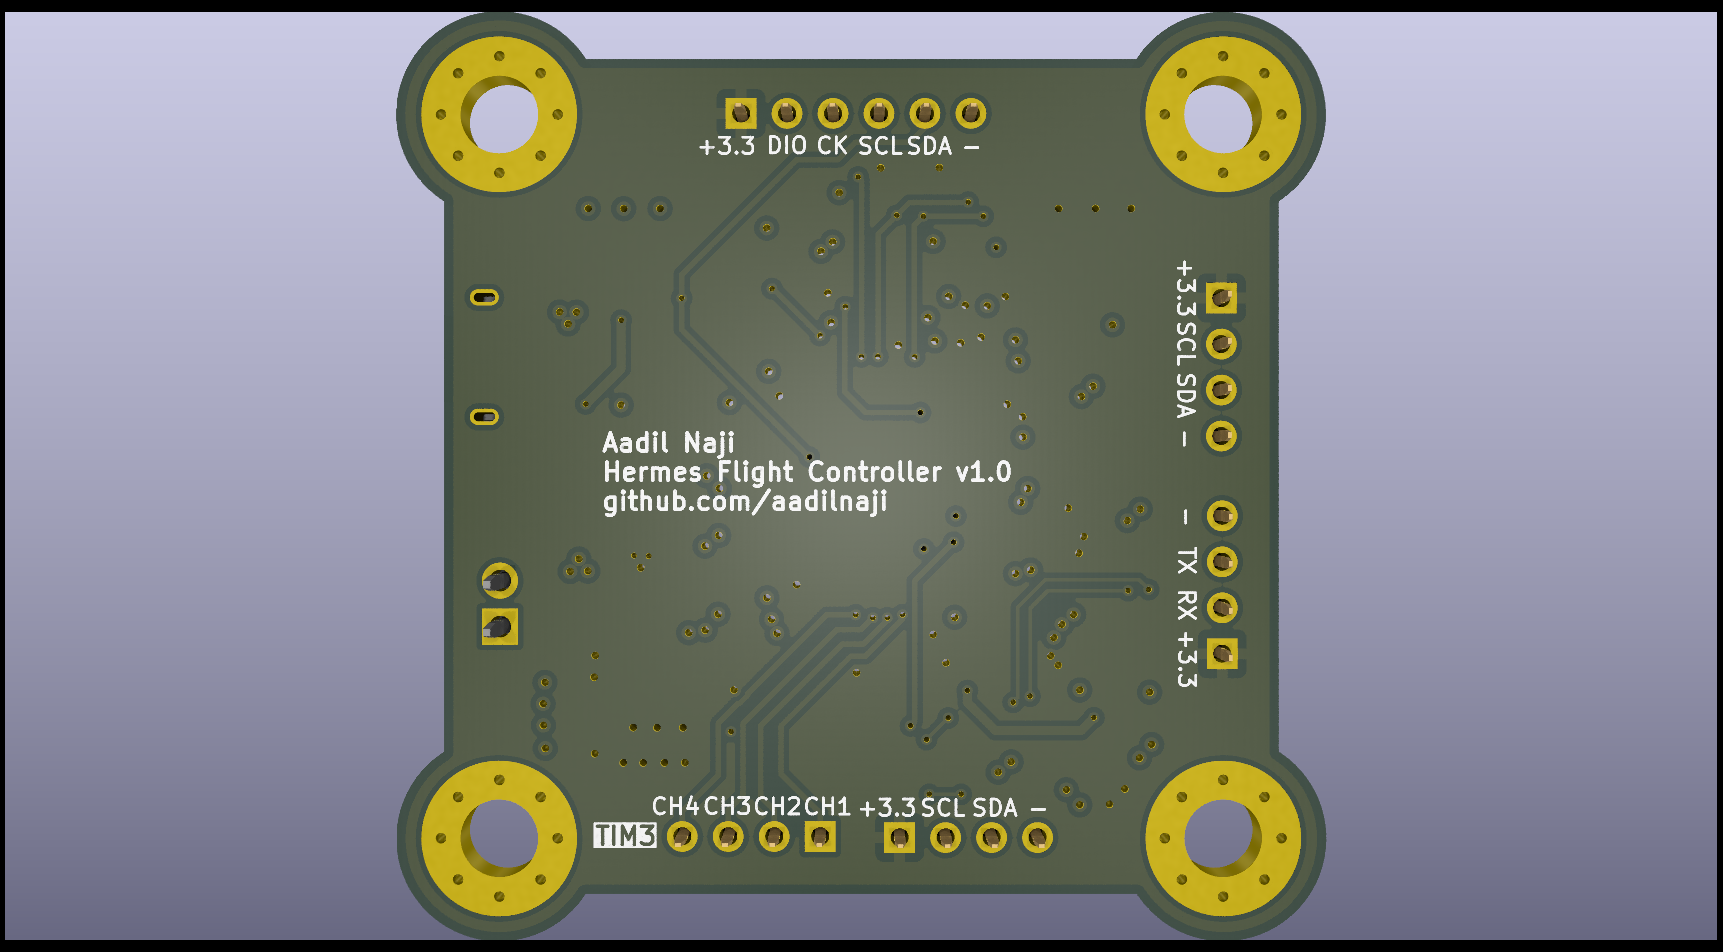 +3.3 DIO CK SCL SDA -
+3.3 SCL SDA -
Aadil Naji
Hermes Flight Controller v1.0
github.com/aadilnaji
- TX RX +3.3
CH4 CH3 CH2 CH1 +3.3 SCL SDA -
TIM3